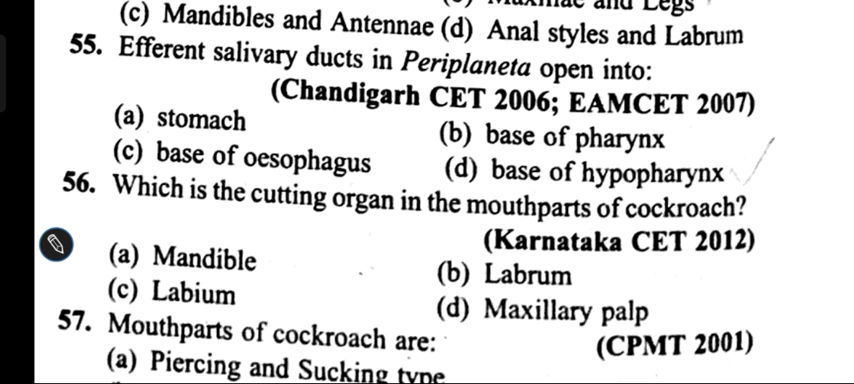 and Legs
(c) Mandibles and Antennae (d) Anal styles and Labrum
55. Efferent salivary ducts in Periplaneta open into:
(Chandigarh CET 2006; EAMCET 2007)
(a) stomach (b) base of pharynx
(c) base of oesophagus (d) base of hypopharynx
56. Which is the cutting organ in the mouthparts of cockroach?
(Karnataka CET 2012)
(a) Mandible (b) Labrum
(c) Labium (d) Maxillary palp
57. Mouthparts of cockroach are: (CPMT 2001)
(a) Piercing and Sucking type